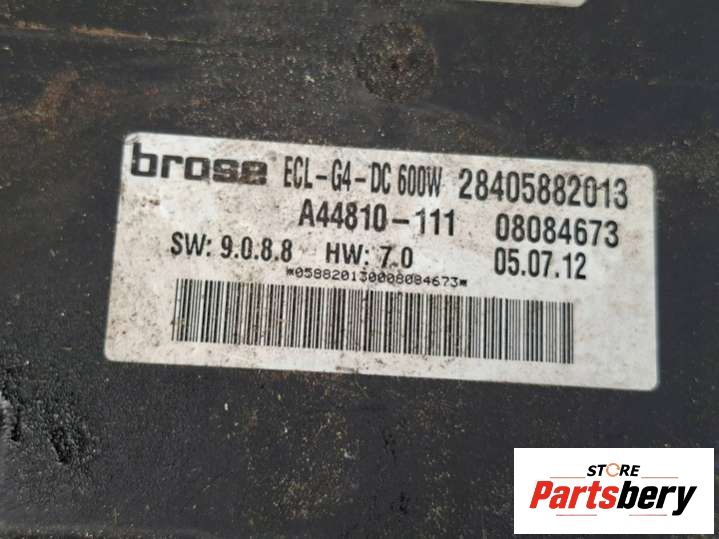 brose ECL-G4-DC 600W 28405882013
A44810-111 08084673
SW: 9.0.8.8 HW: 7.0 05.07.12
*058820130008084673*
STORE
Partsbery